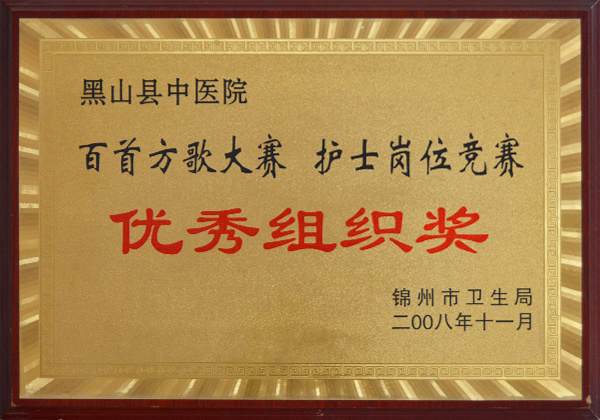 黑山县中医院
百首方歌大赛 护士岗位竞赛
优秀组织奖
锦州市卫生局
二00八年十一月